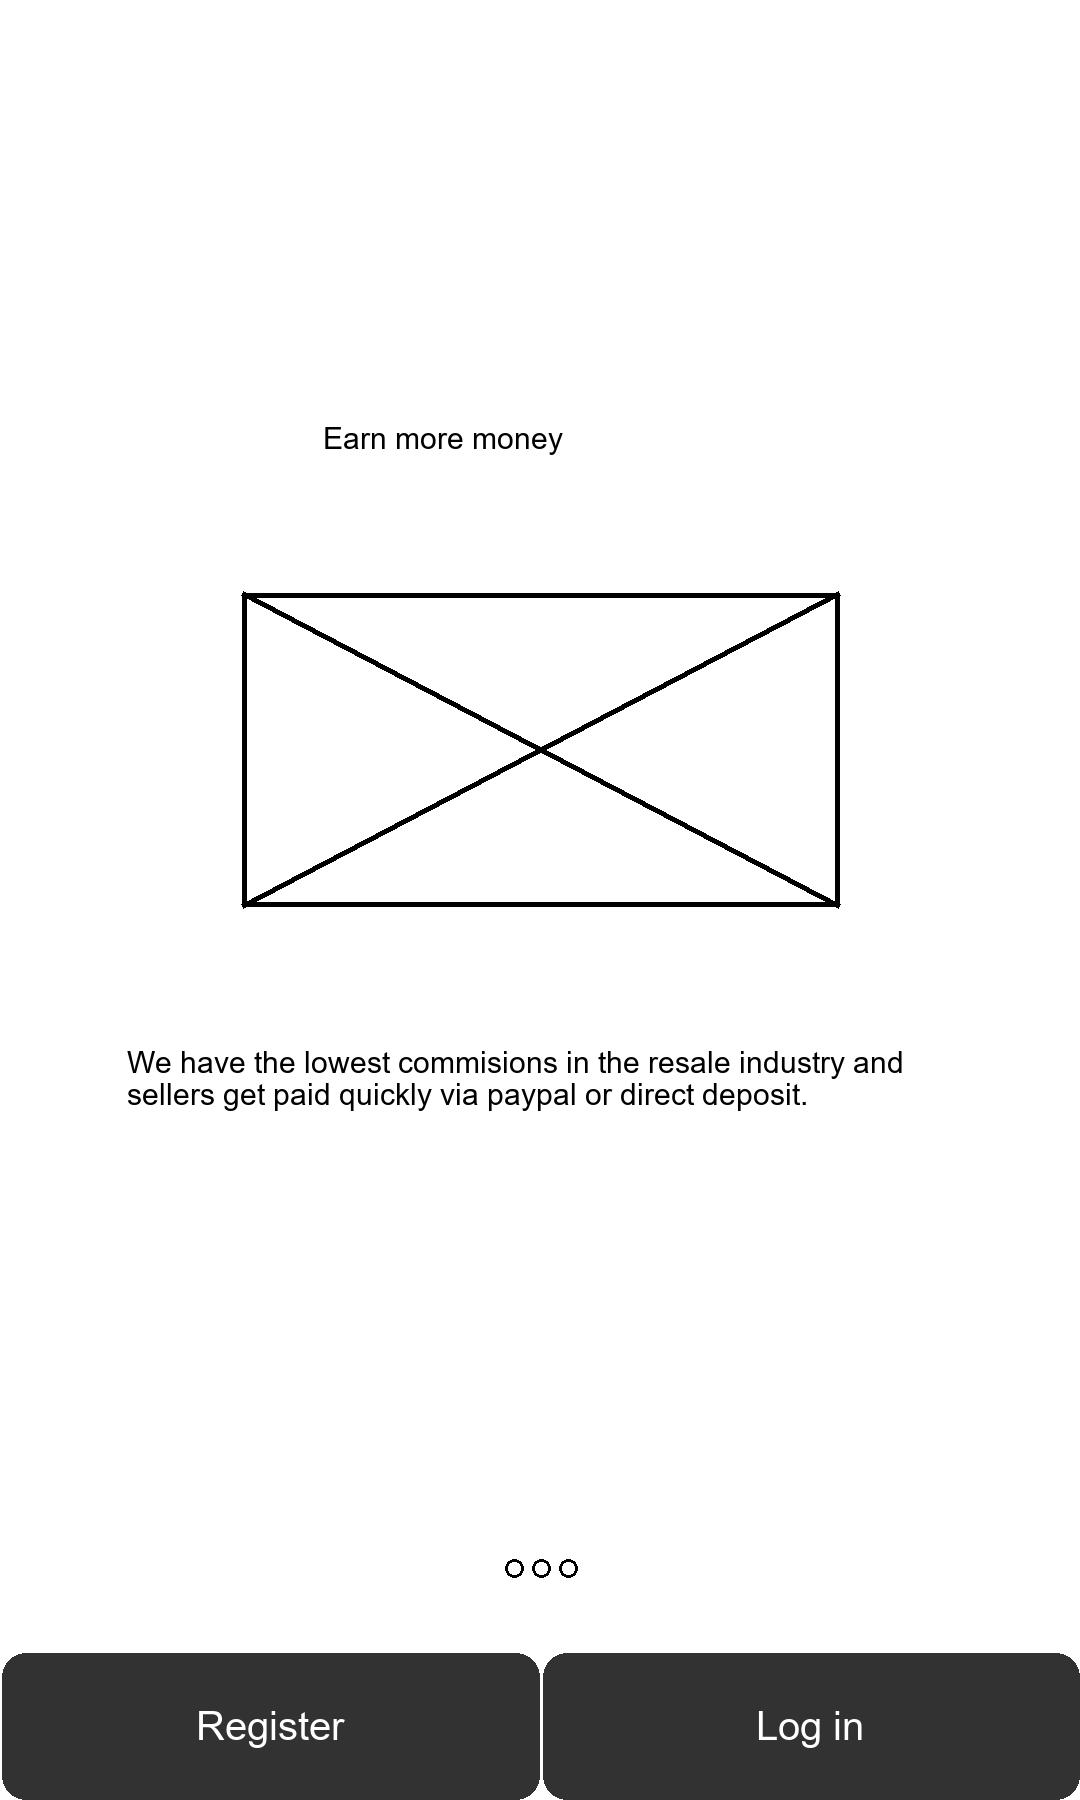 Earn more money
We have the lowest commisions in the resale industry and
sellers get paid quickly via paypal or direct deposit.
Register
Log in